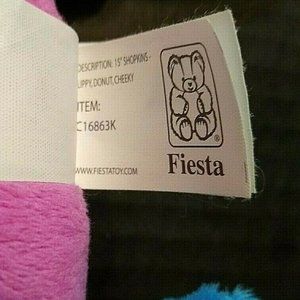 DESCRIPTION: 15" SHOPKINS -
LIPPY, DONUT, CHEEKY
ITEM:
C16863K
WWW.FIESTATOY.COM
Fiesta